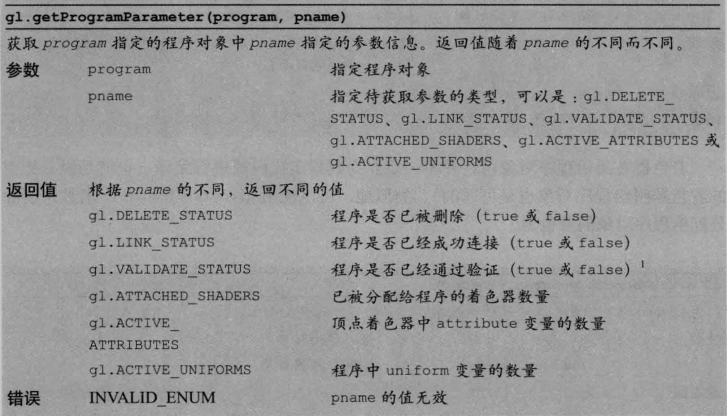 gl.getProgramParameter(program, pname)
获取 program 指定的程序对象中 pname 指定的参数信息。返回值随着 pname 的不同而不同。
参数 program 指定程序对象
pname 指定待获取参数的类型，可以是：gl.DELETE_
STATUS、gl.LINK_STATUS、gl.VALIDATE_STATUS、
gl.ATTACHED_SHADERS、gl.ACTIVE_ATTRIBUTES 或
gl.ACTIVE_UNIFORMS
返回值 根据 pname 的不同，返回不同的值
gl.DELETE_STATUS 程序是否已被删除（true 或 false）
gl.LINK_STATUS 程序是否已经成功连接（true 或 false）
gl.VALIDATE_STATUS 程序是否已经通过验证（true 或 false）1
gl.ATTACHED_SHADERS 已被分配给程序的着色器数量
gl.ACTIVE_ 顶点着色器中 attribute 变量的数量
ATTRIBUTES
gl.ACTIVE_UNIFORMS 程序中 uniform 变量的数量
错误 INVALID_ENUM pname 的值无效